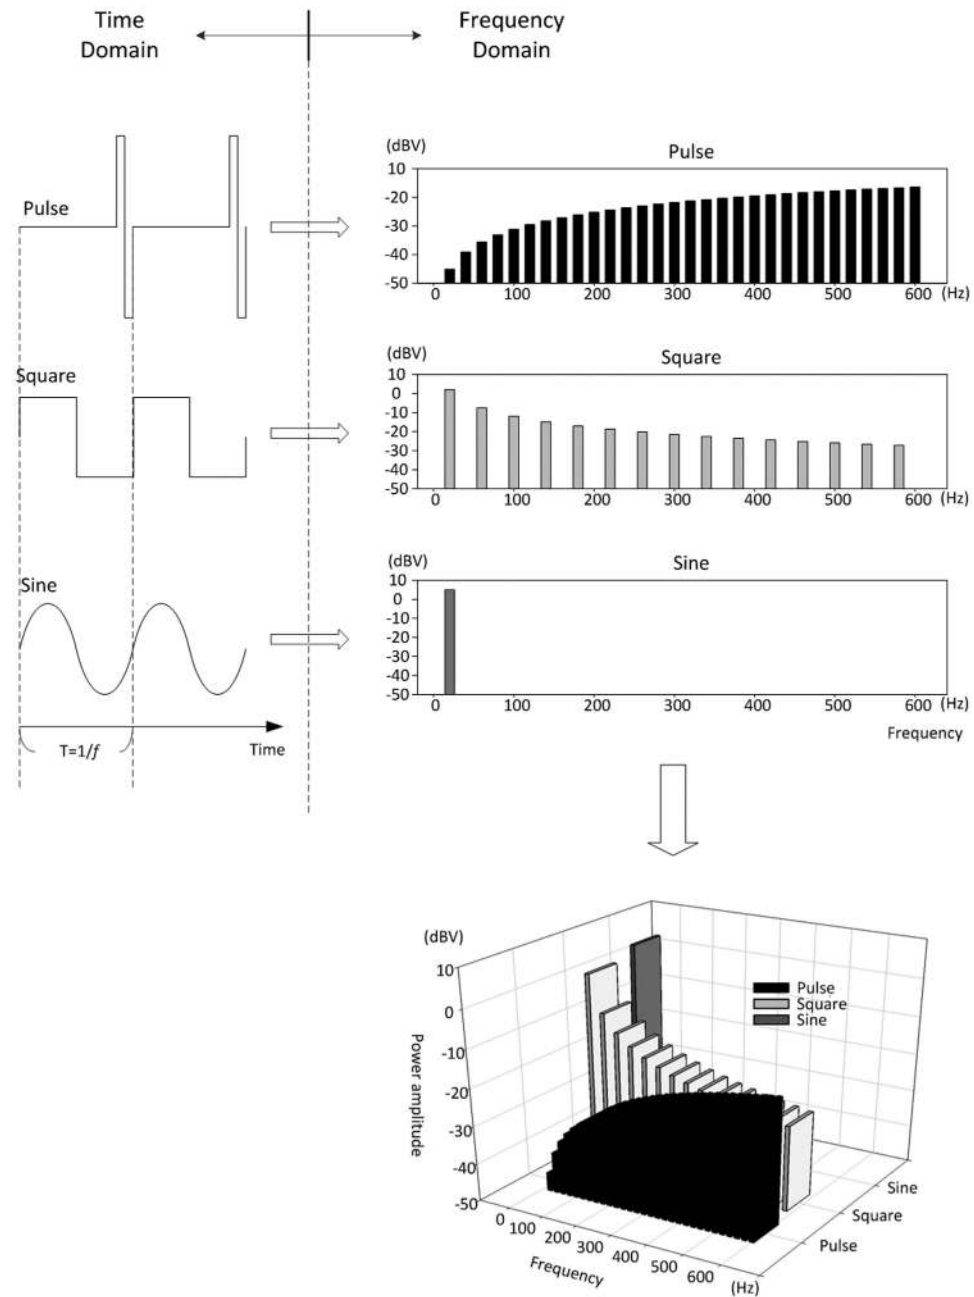 Time
Domain
Frequency
Domain
Pulse
(dBV)
Pulse
10
-20
-30
-40
-50
0 100 200 300 400 500 600 (Hz)
Square
(dBV)
Square
10
0
-10
-20
-30
-40
-50
0 100 200 300 400 500 600 (Hz)
Sine
(dBV)
Sine
10
0
-10
-20
-30
-40
-50
0 100 200 300 400 500 600 (Hz)
Frequency
T=1/f
Time
(dBV)
10
0
-10
-20
-30
-40
-50
Power amplitude
Pulse
Square
Sine
0 100 200 300 400 500 600 (Hz)
Frequency
Sine
Square
Pulse